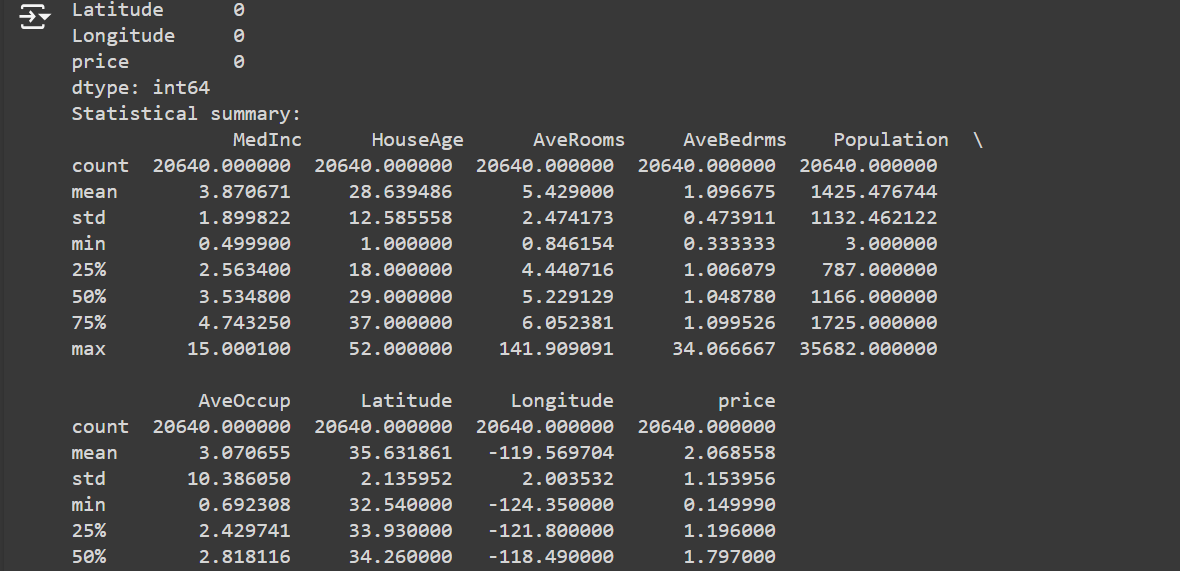 Latitude      0
Longitude     0
price         0
dtype: int64
Statistical summary:
              MedInc      HouseAge      AveRooms     AveBedrms    Population  \
count  20640.000000  20640.000000  20640.000000  20640.000000  20640.000000
mean       3.870671     28.639486      5.429000      1.096675   1425.476744
std        1.899822     12.585558      2.474173      0.473911   1132.462122
min        0.499900      1.000000      0.846154      0.333333      3.000000
25%        2.563400     18.000000      4.440716      1.006079    787.000000
50%        3.534800     29.000000      5.229129      1.048780   1166.000000
75%        4.743250     37.000000      6.052381      1.099526   1725.000000
max       15.000100     52.000000    141.909091     34.066667  35682.000000
           AveOccup      Latitude     Longitude         price
count  20640.000000  20640.000000  20640.000000  20640.000000
mean       3.070655     35.631861   -119.569704      2.068558
std       10.386050      2.135952      2.003532      1.153956
min        0.692308     32.540000   -124.350000      0.149990
25%        2.429741     33.930000   -121.800000      1.196000
50%        2.818116     34.260000   -118.490000      1.797000